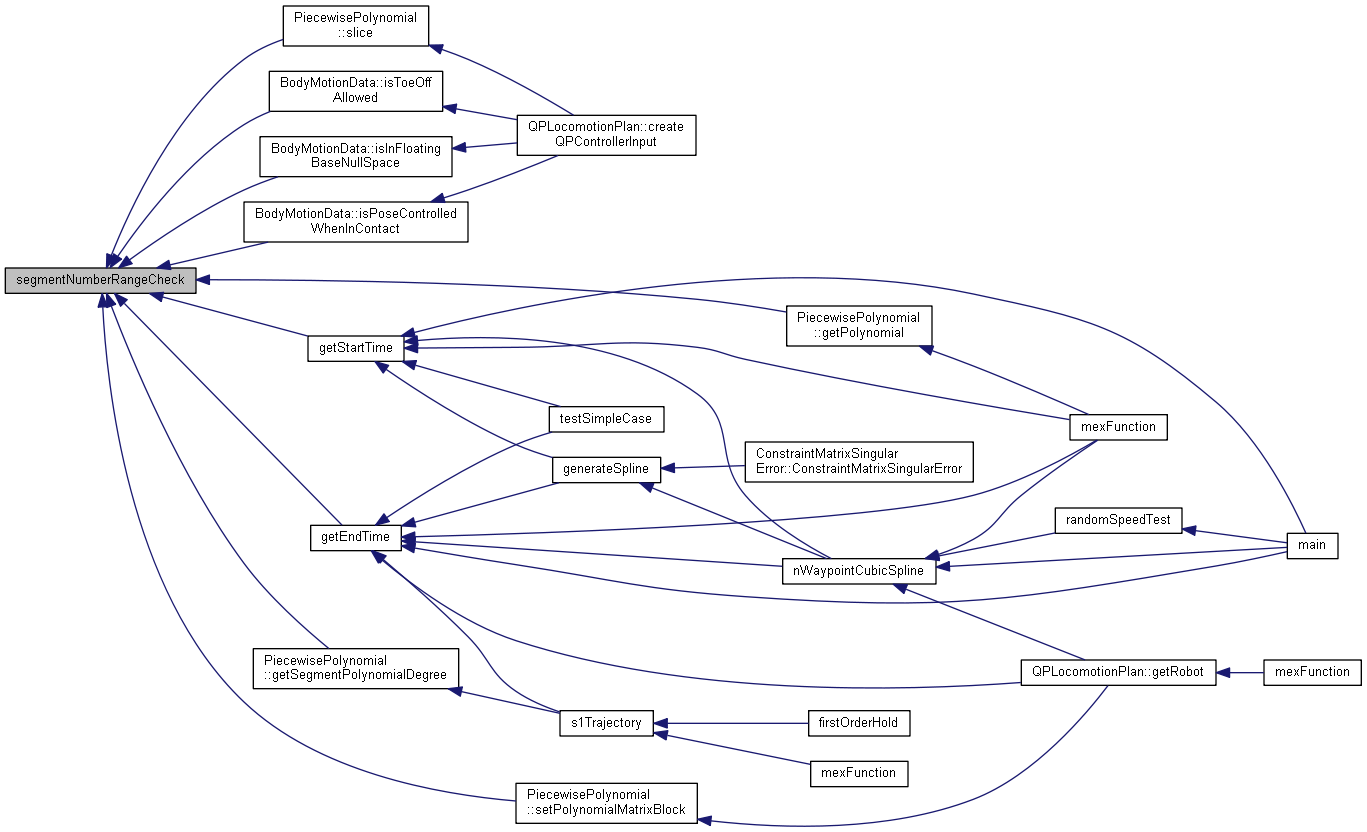 PiecewisePolynomial
::slice
BodyMotionData::isToeOff
Allowed
QPLocomotionPlan::create
QPControllerInput
BodyMotionData::isInFloating
BaseNullSpace
BodyMotionData::isPoseControlled
WhenInContact
segmentNumberRangeCheck
PiecewisePolynomial
::getPolynomial
getStartTime
testSimpleCase
mexFunction
ConstraintMatrixSingular
Error::ConstraintMatrixSingularError
generateSpline
randomSpeedTest
getEndTime
main
nWaypointCubicSpline
PiecewisePolynomial
::getSegmentPolynomialDegree
QPLocomotionPlan::getRobot
mexFunction
s1Trajectory
firstOrderHold
mexFunction
PiecewisePolynomial
::setPolynomialMatrixBlock